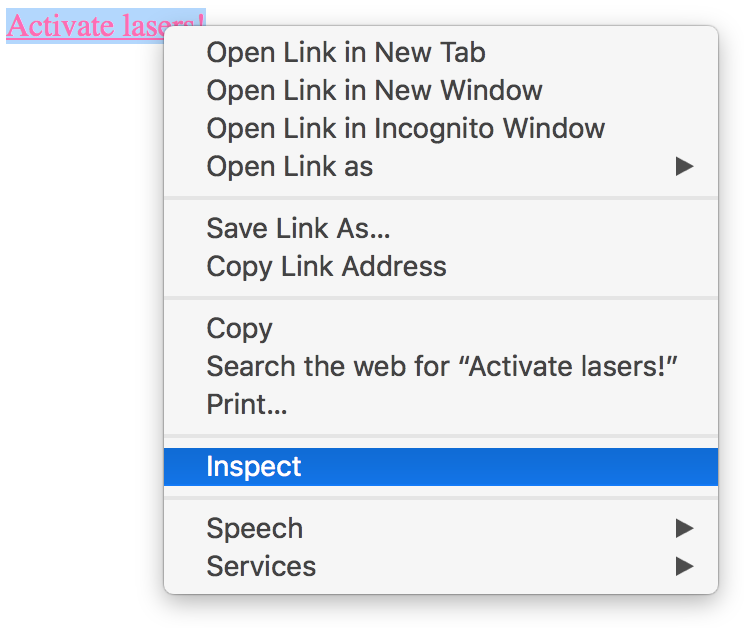 Activate lasers!
Open Link in New Tab
Open Link in New Window
Open Link in Incognito Window
Open Link as
Save Link As...
Copy Link Address
Copy
Search the web for “Activate lasers!”
Print...
Inspect
Speech
Services